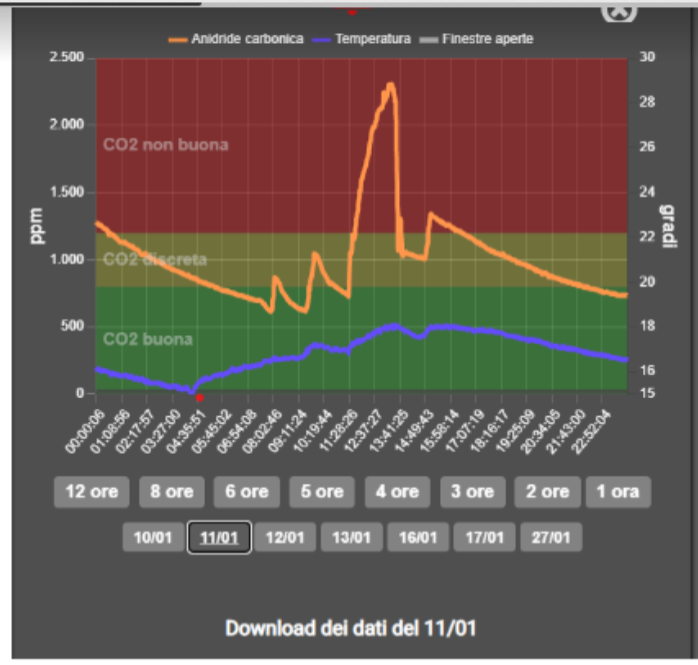 Anidride carbonica Temperatura Finestre aperte
2.500 30
28
2.000 26
CO2 non buona
1.500 24
ppm gradi
22
CO2 discreta
1.000
20
500 18
CO2 buona
16
0 15
00:00:06 01:08:56 02:17:57 03:27:00 04:35:51 05:45:02 06:54:08 08:02:46 09:11:24 10:19:44 11:28:26 12:37:27 13:41:25 14:49:43 15:58:14 17:07:19 18:16:17 19:25:09 20:34:05 21:43:00 22:52:04
12 ore 8 ore 6 ore 5 ore 4 ore 3 ore 2 ore 1 ora
10/01 11/01 12/01 13/01 16/01 17/01 27/01
Download dei dati del 11/01